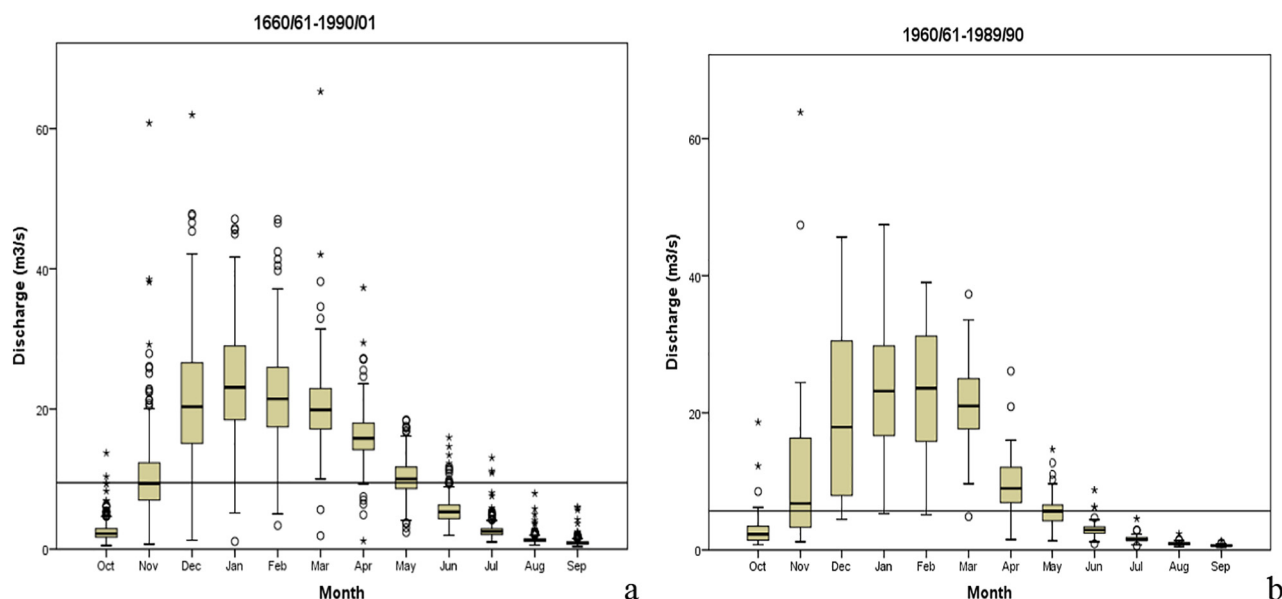 1660/61-1990/01
Discharge (m3/s)
60
40
20
0
Oct Nov Dec Jan Feb Mar Apr May Jun Jul Aug Sep
Month
a
1960/61-1989/90
Discharge (m3/s)
60
40
20
0
Oct Nov Dec Jan Feb Mar Apr May Jun Jul Aug Sep
Month
b